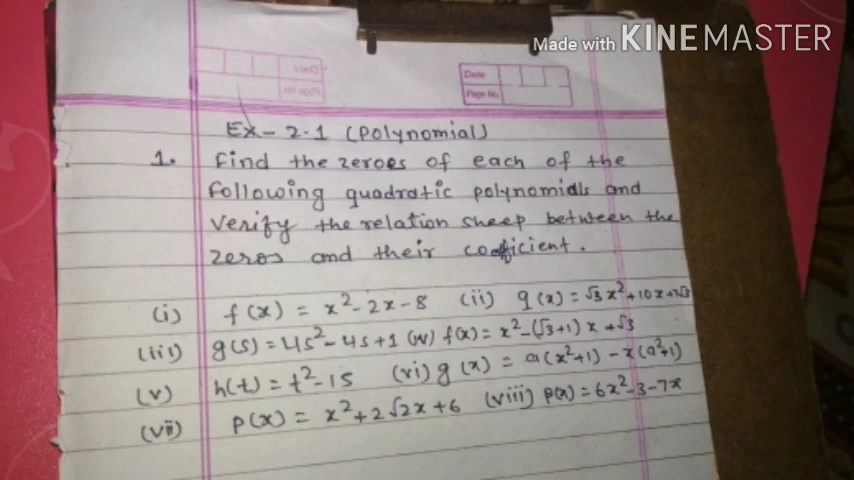 Made with KINEMASTER
Date
Page No.
Ex-2.1 (Polynomial)
1. Find the zeroes of each of the
following quadratic polynomials and
verify the relation sheep between the
zeros and their coefficient.
(i) f(x) = x²-2x-8 (ii) q(x) = √3x²+10x+7√3
(iii) g(s) = 4s²-4s+1 (iv) f(x) = x²-(√3+1)x+√3
(v) h(t) = t²-15 (vi) g(x) = a(x²+1)-x(a²+1)
(vii) p(x) = x²+2√2x+6 (viii) p(x) = 6x²-3-7x